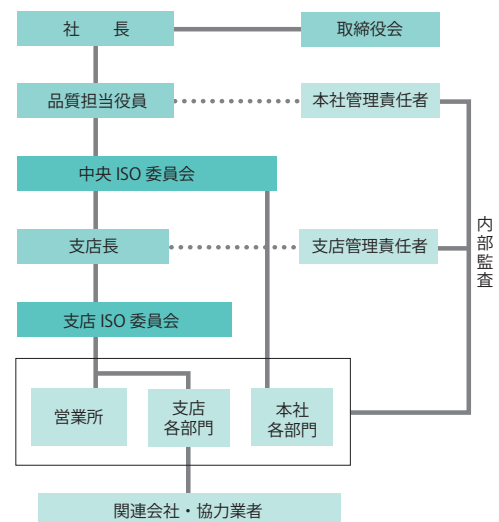 社　長
取締役会
品質担当役員
本社管理責任者
中央 ISO 委員会
支店長
支店管理責任者
内部監査
支店 ISO 委員会
営業所
支店
各部門
本社
各部門
関連会社・協力業者